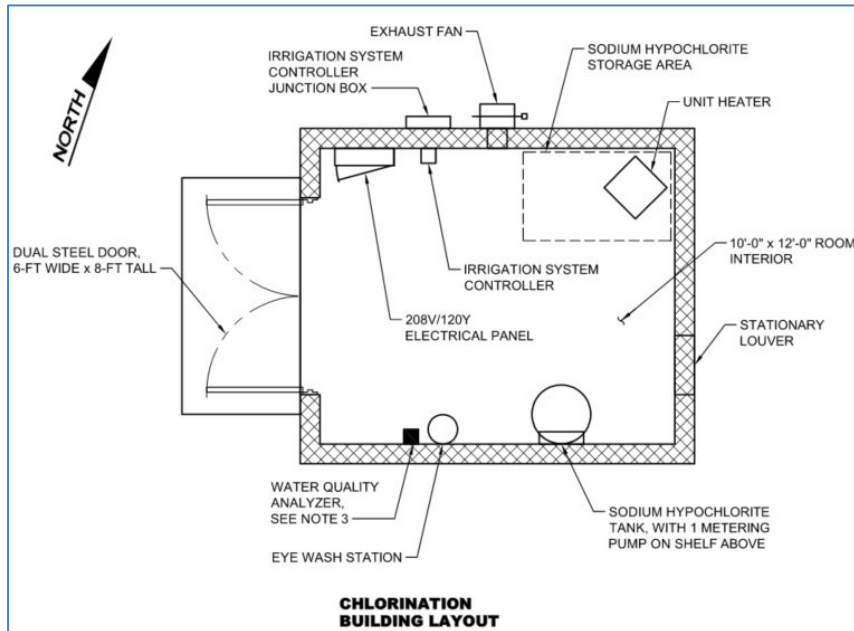 EXHAUST FAN
IRRIGATION SYSTEM
CONTROLLER
JUNCTION BOX
SODIUM HYPOCHLORITE
STORAGE AREA
UNIT HEATER
NORTH
DUAL STEEL DOOR,
6-FT WIDE x 8-FT TALL
10'-0" x 12'-0" ROOM
INTERIOR
IRRIGATION SYSTEM
CONTROLLER
208V/120Y
ELECTRICAL PANEL
STATIONARY
LOUVER
WATER QUALITY
ANALYZER,
SEE NOTE 3
EYE WASH STATION
SODIUM HYPOCHLORITE
TANK, WITH 1 METERING
PUMP ON SHELF ABOVE
CHLORINATION
BUILDING LAYOUT